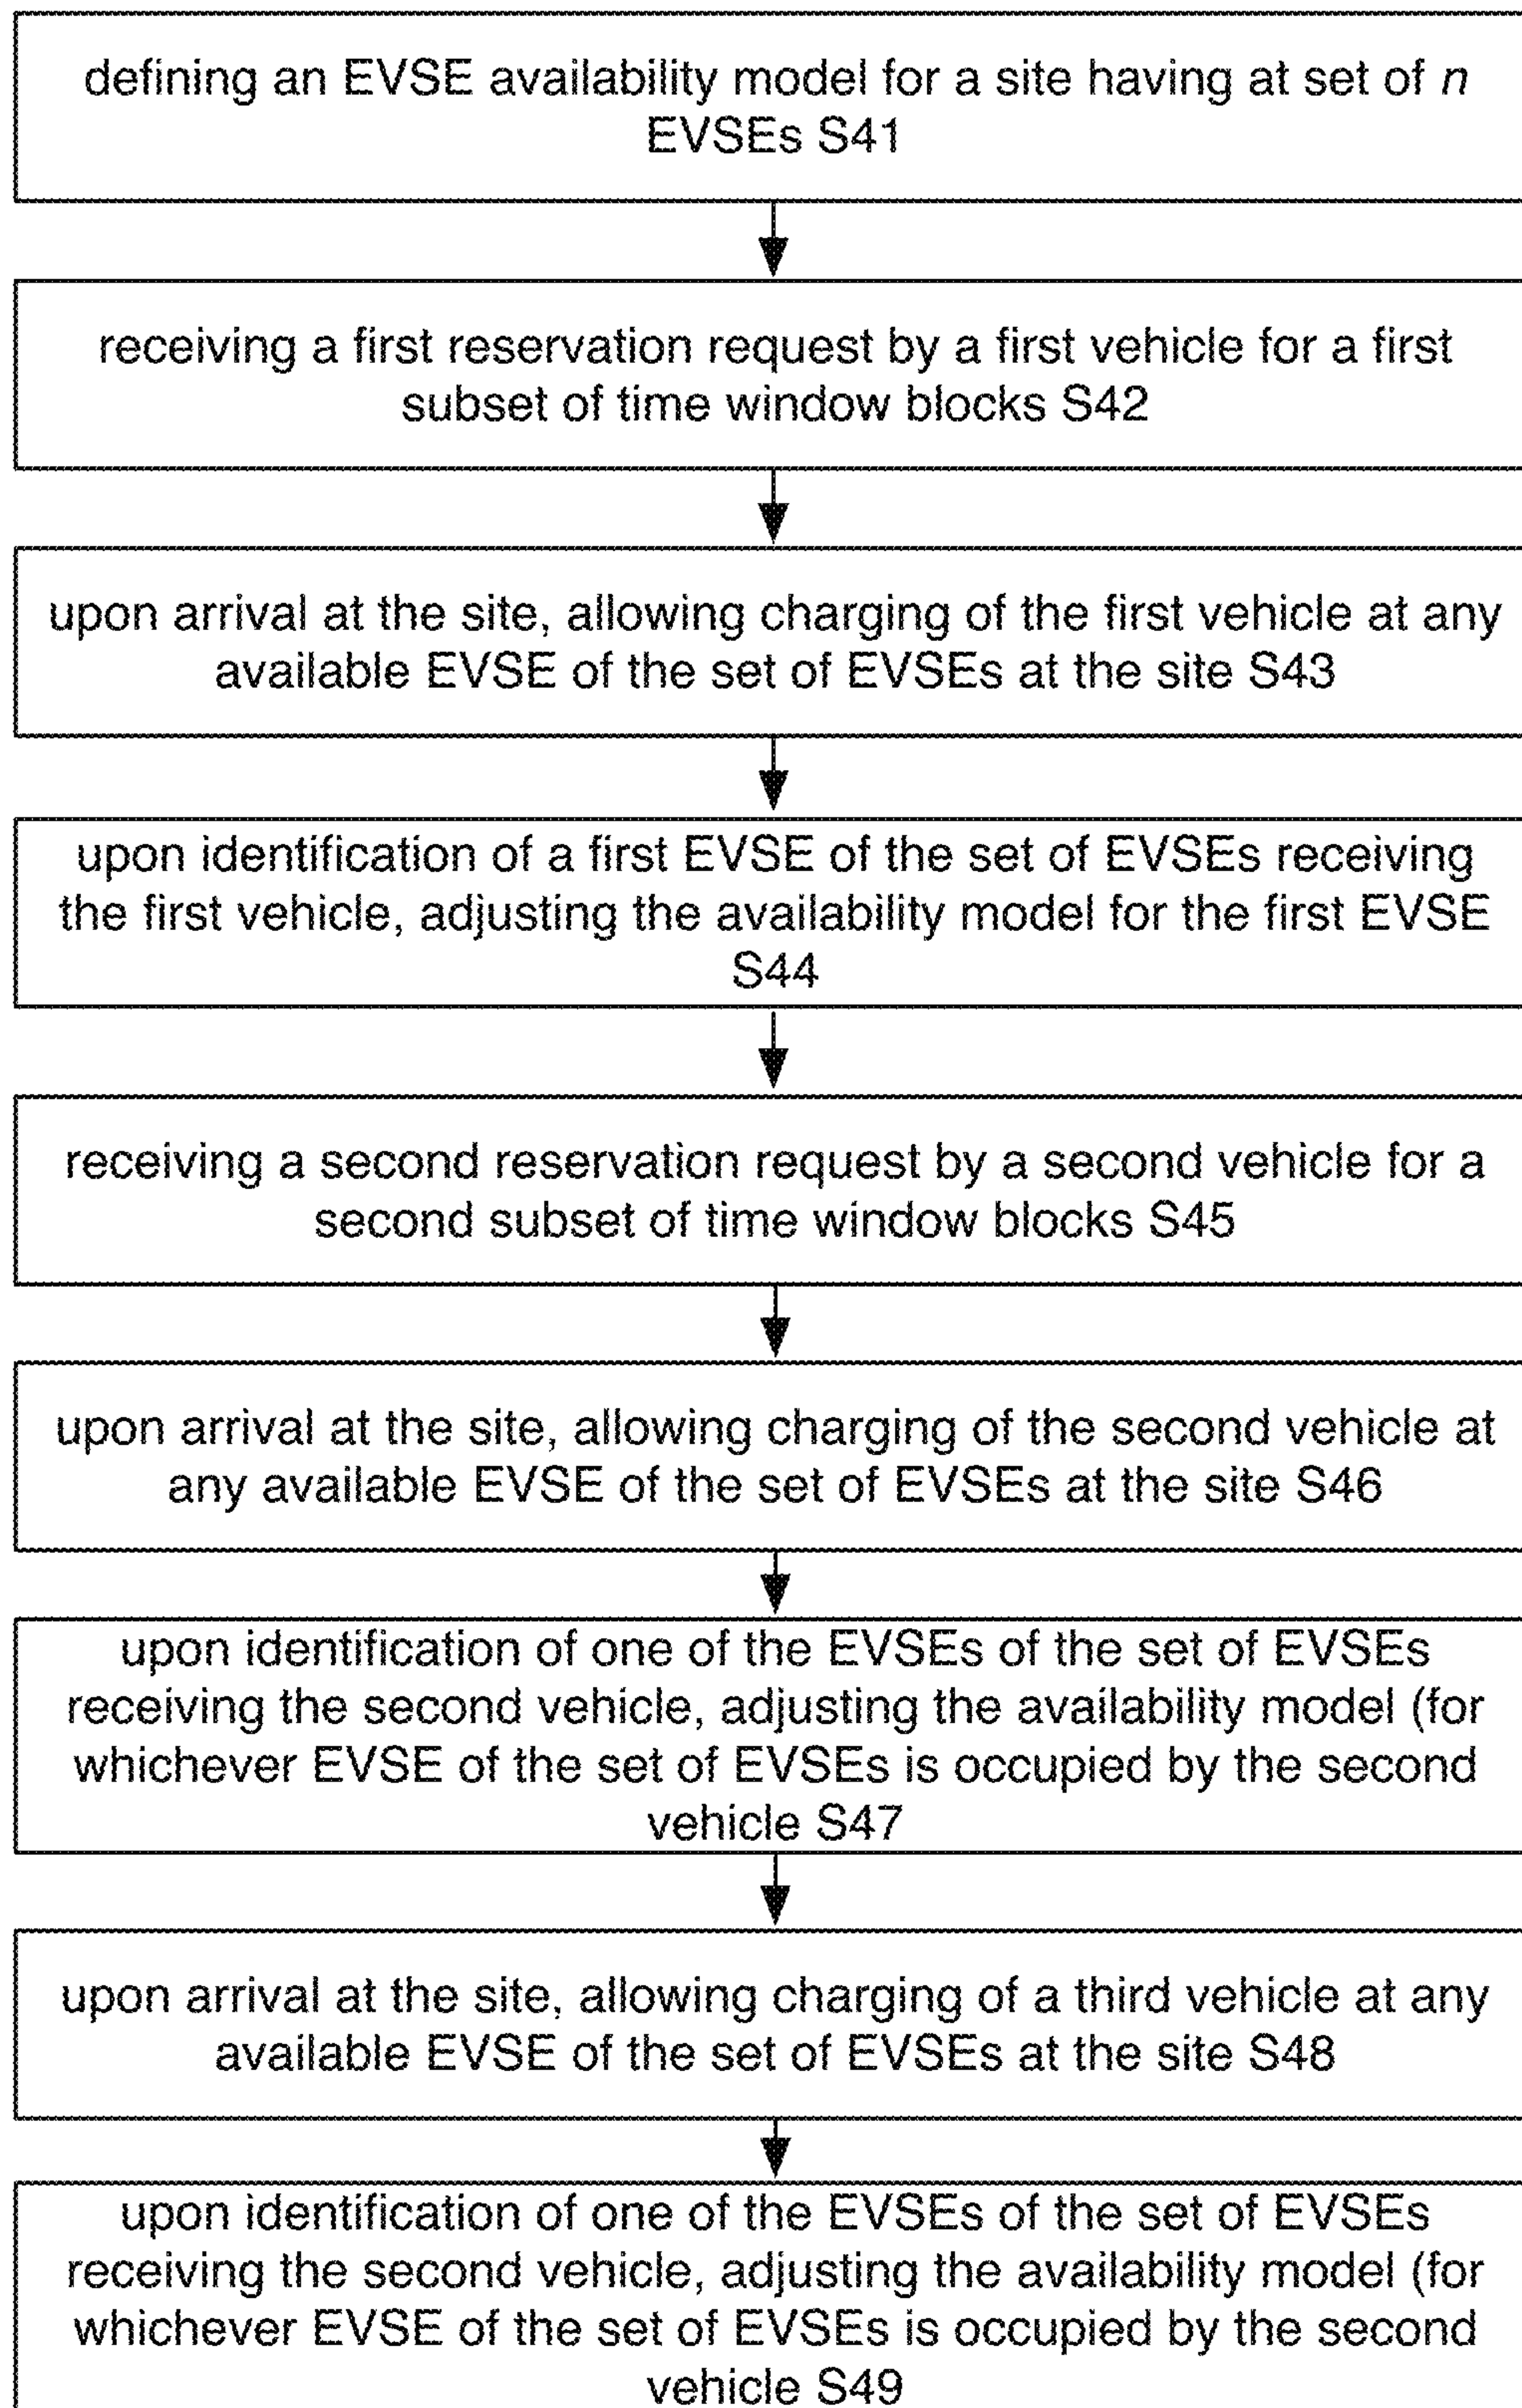 defining an EVSE availability model for a site having at set of n
EVSEs S41
receiving a first reservation request by a first vehicle for a first
subset of time window blocks S42
upon arrival at the site, allowing charging of the first vehicle at any
available EVSE of the set of EVSEs at the site S43
upon identification of a first EVSE of the set of EVSEs receiving
the first vehicle, adjusting the availability model for the first EVSE
S44
receiving a second reservation request by a second vehicle for a
second subset of time window blocks S45
upon arrival at the site, allowing charging of the second vehicle at
any available EVSE of the set of EVSEs at the site S46
upon identification of one of the EVSEs of the set of EVSEs
receiving the second vehicle, adjusting the availability model (for
whichever EVSE of the set of EVSEs is occupied by the second
vehicle S47
upon arrival at the site, allowing charging of a third vehicle at any
available EVSE of the set of EVSEs at the site S48
upon identification of one of the EVSEs of the set of EVSEs
receiving the second vehicle, adjusting the availability model (for
whichever EVSE of the set of EVSEs is occupied by the second
vehicle S49